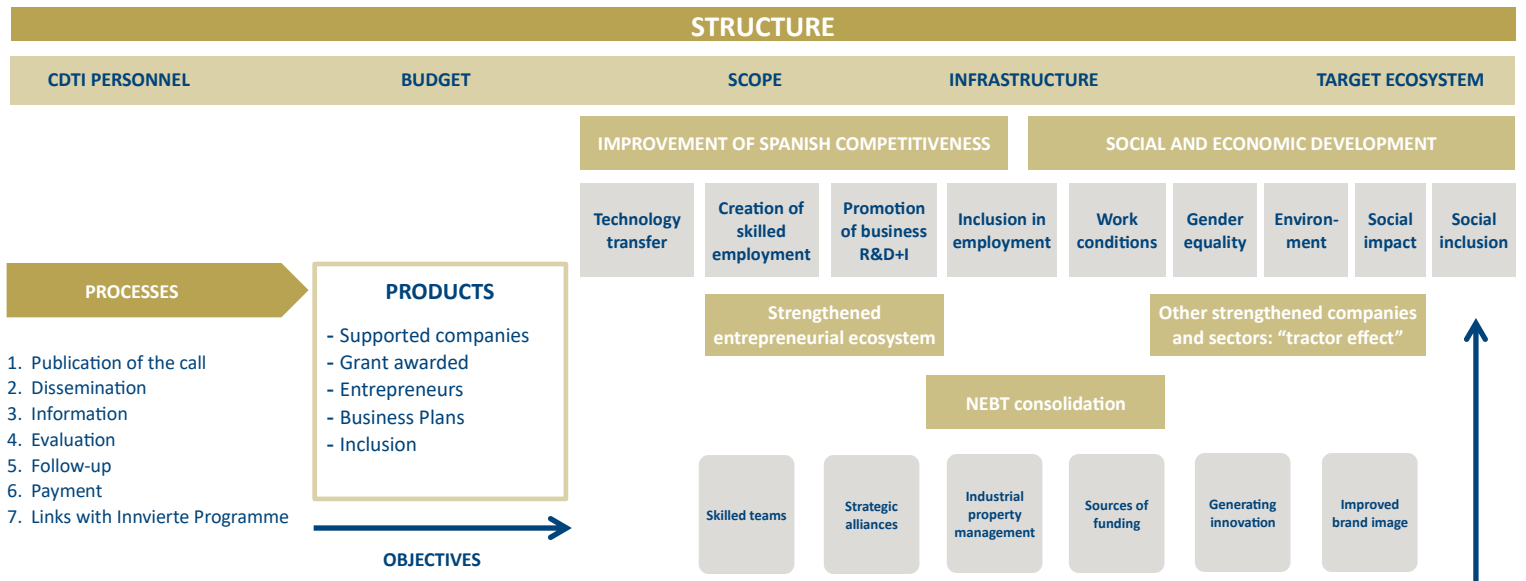 STRUCTURE
CDTI PERSONNEL
BUDGET
SCOPE
INFRASTRUCTURE
TARGET ECOSYSTEM
IMPROVEMENT OF SPANISH COMPETITIVENESS
SOCIAL AND ECONOMIC DEVELOPMENT
Technology
transfer
Creation of
skilled
employment
Promotion
of business
R&D+I
Inclusion in
employment
Work
conditions
Gender
equality
Environ-
ment
Social
impact
Social
inclusion
PROCESSES
1. Publication of the call
2. Dissemination
3. Information
4. Evaluation
5. Follow-up
6. Payment
7. Links with Innvierte Programme
PRODUCTS
- Supported companies
- Grant awarded
- Entrepreneurs
- Business Plans
- Inclusion
OBJECTIVES
Strengthened
entrepreneurial ecosystem
Other strengthened companies
and sectors: “tractor effect”
NEBT consolidation
Skilled teams
Strategic
alliances
Industrial
property
management
Sources of
funding
Generating
innovation
Improved
brand image